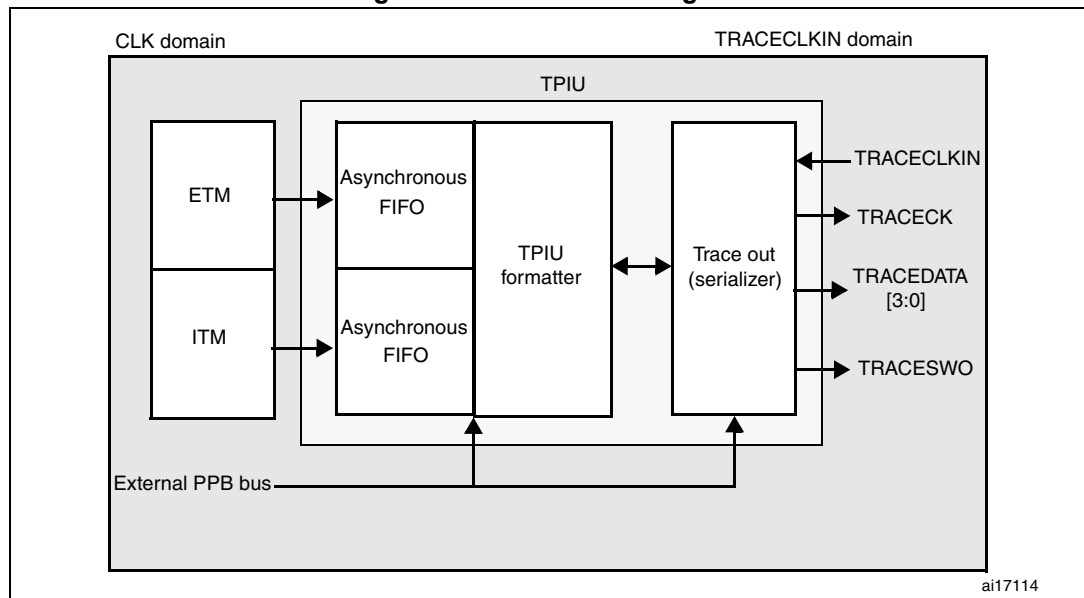 CLK domain
TRACECLKIN domain
TPIU
ETM
ITM
Asynchronous
FIFO
Asynchronous
FIFO
TPIU
formatter
Trace out
(serializer)
TRACECLKIN
TRACECK
TRACEDATA
[3:0]
TRACESWO
External PPB bus
ai17114